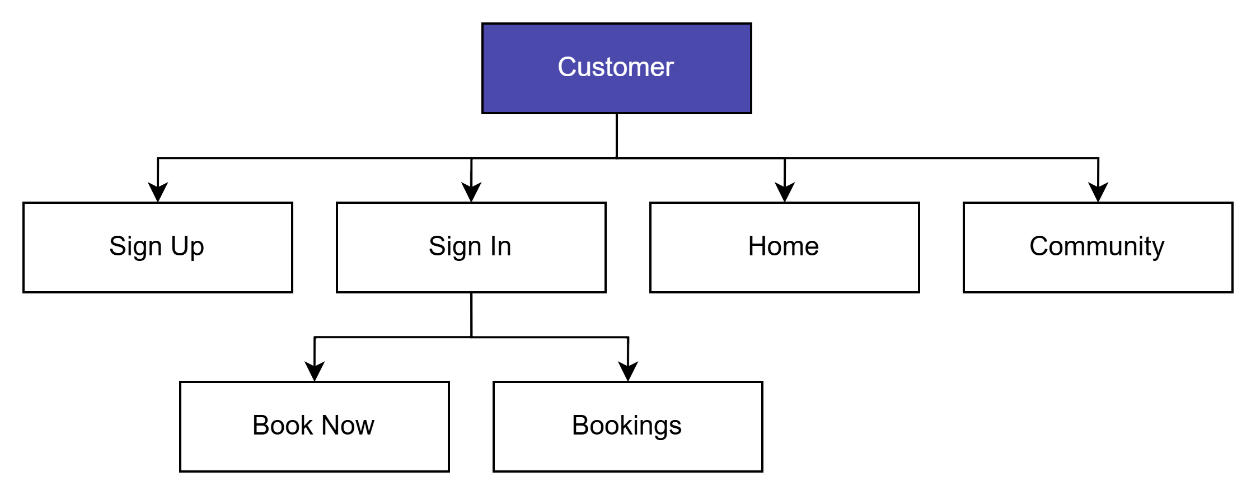 Customer
Sign Up
Sign In
Home
Community
Book Now
Bookings